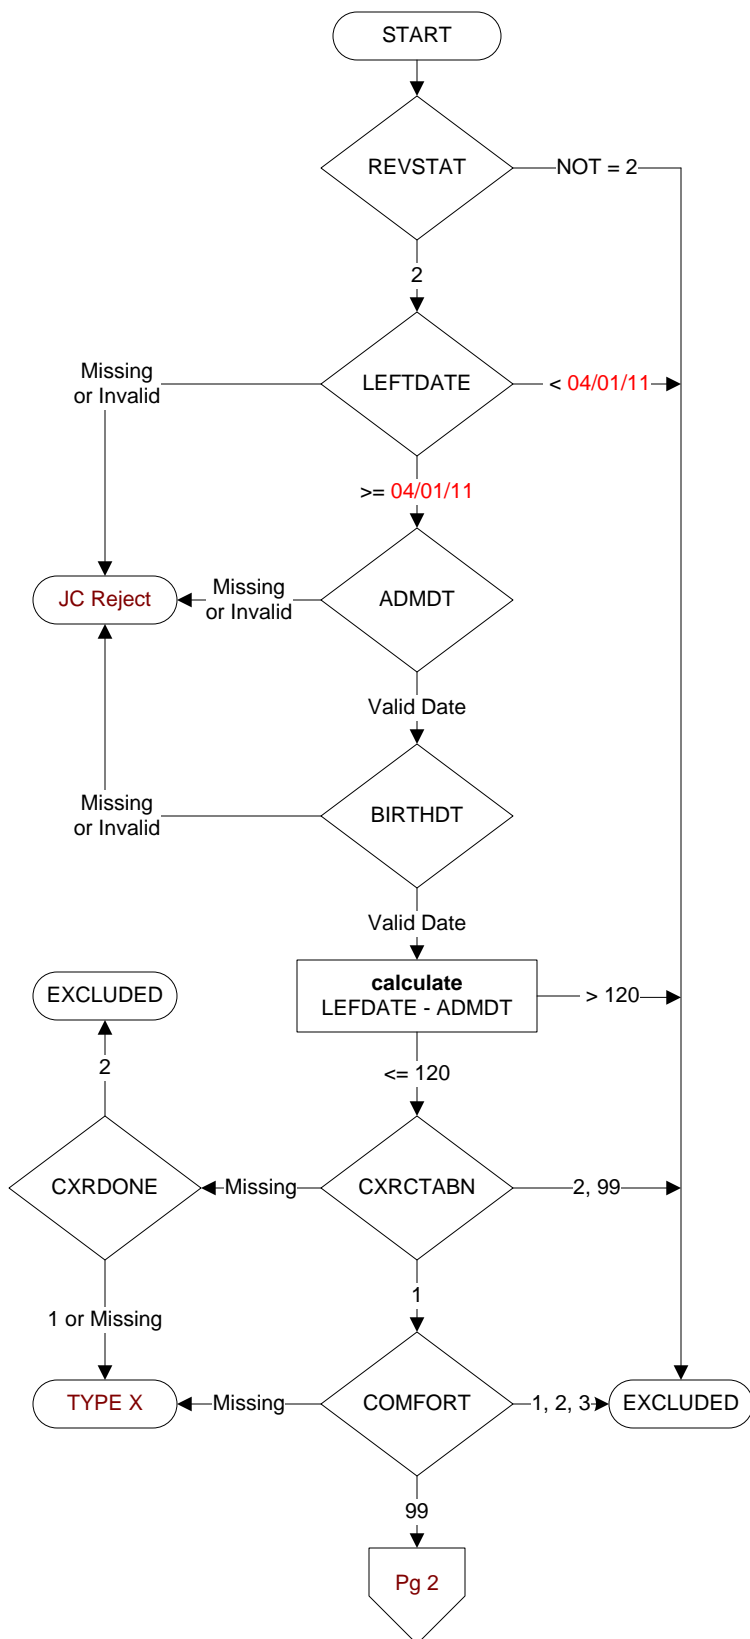 START
REVSTAT
NOT = 2
2
Missing
or Invalid
LEFTDATE
< 04/01/11
>= 04/01/11
JC Reject
Missing
or Invalid
ADMDT
Valid Date
Missing
or Invalid
BIRTHDT
Valid Date
EXCLUDED
calculate
LEFDATE - ADMDT
> 120
2
<= 120
CXRDONE
Missing
CXRCTABN
2, 99
1 or Missing
1
TYPE X
Missing
COMFORT
1, 2, 3
EXCLUDED
99
Pg 2